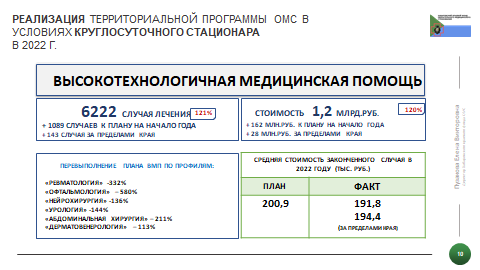 РЕАЛИЗАЦИЯ ТЕРРИТОРИАЛЬНОЙ ПРОГРАММЫ ОМС В
УСЛОВИЯХ КРУГЛОСУТОЧНОГО СТАЦИОНАРА
В 2022 Г.
ВЫСОКОТЕХНОЛОГИЧНАЯ МЕДИЦИНСКАЯ ПОМОЩЬ
6222 СЛУЧАЯ ЛЕЧЕНИЯ 121%
+ 1089 СЛУЧАЕВ К ПЛАНУ НА НАЧАЛО ГОДА
+ 143 СЛУЧАЯ ЗА ПРЕДЕЛАМИ КРАЯ
СТОИМОСТЬ 1,2 МЛРД.РУБ. 120%
+ 162 МЛН.РУБ. К ПЛАНУ НА НАЧАЛО ГОДА
+ 28 МЛН.РУБ. ЗА ПРЕДЕЛАМИ КРАЯ
ПЕРЕВЫПОЛНЕНИЕ ПЛАНА ВМП ПО ПРОФИЛЯМ:
«РЕВМАТОЛОГИЯ» -332%
«ОФТАЛЬМОЛОГИЯ» – 580%
«НЕЙРОХИРУРГИЯ» -136%
«УРОЛОГИЯ» -144%
«АБДОМИНАЛЬНАЯ ХИРУРГИЯ» – 211%
«ДЕРМАТОВЕНЕРОЛОГИЯ» – 113%
СРЕДНЯЯ СТОИМОСТЬ ЗАКОНЧЕННОГО СЛУЧАЯ В
2022 ГОДУ (ТЫС. РУБ.)
ПЛАН ФАКТ
200,9 191,8
194,4
(ЗА ПРЕДЕЛАМИ КРАЯ)
Пушкова Елена Викторовна
10